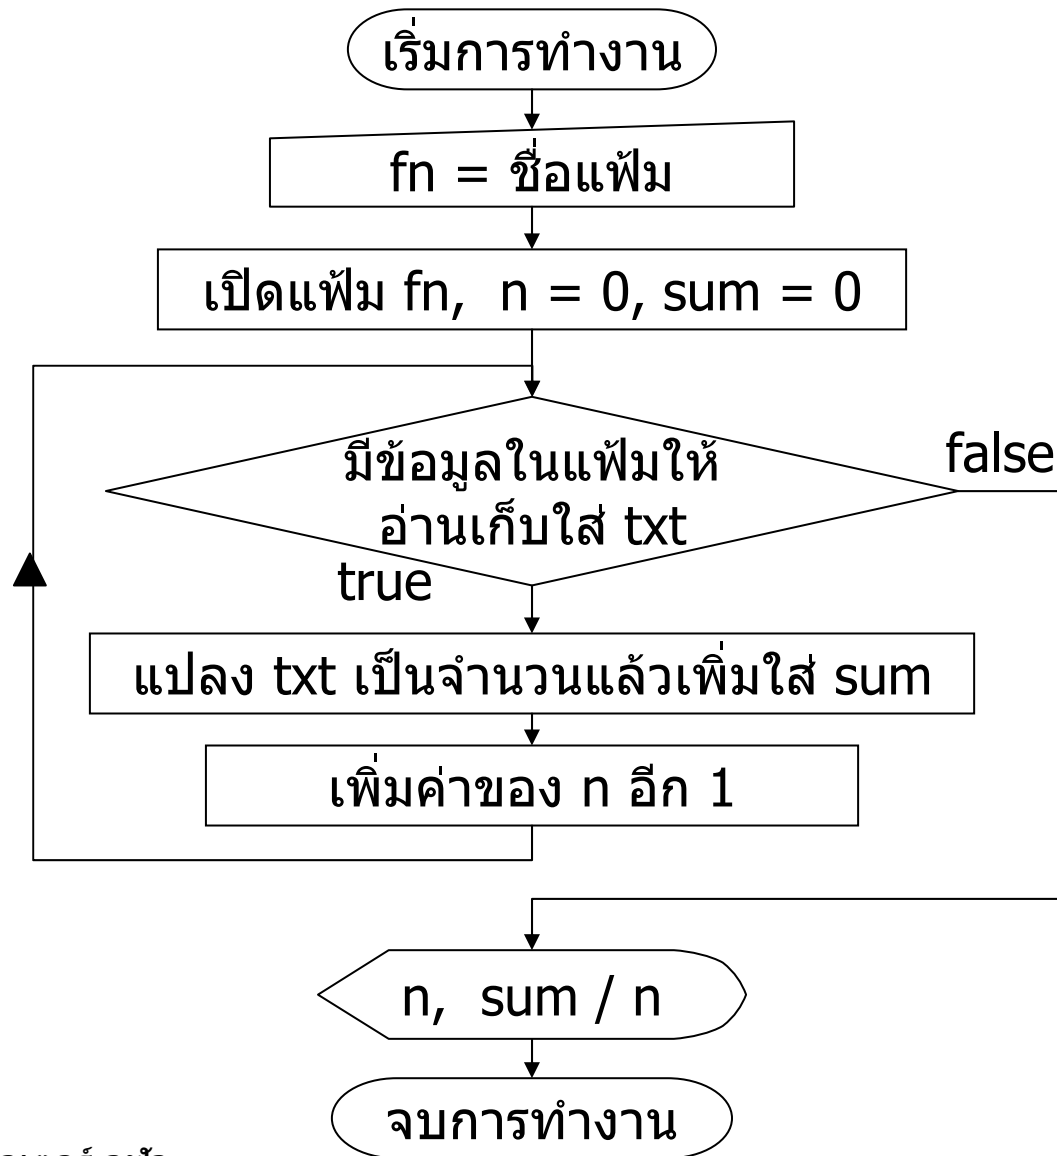 เริ่มการทำงาน
fn = ชื่อแฟ้ม
เปิดแฟ้ม fn, n = 0, sum = 0
มีข้อมูลในแฟ้มให้
อ่านเก็บใส่ txt
false
true
แปลง txt เป็นจำนวนแล้วเพิ่มใส่ sum
เพิ่มค่าของ n อีก 1
n, sum / n
จบการทำงาน